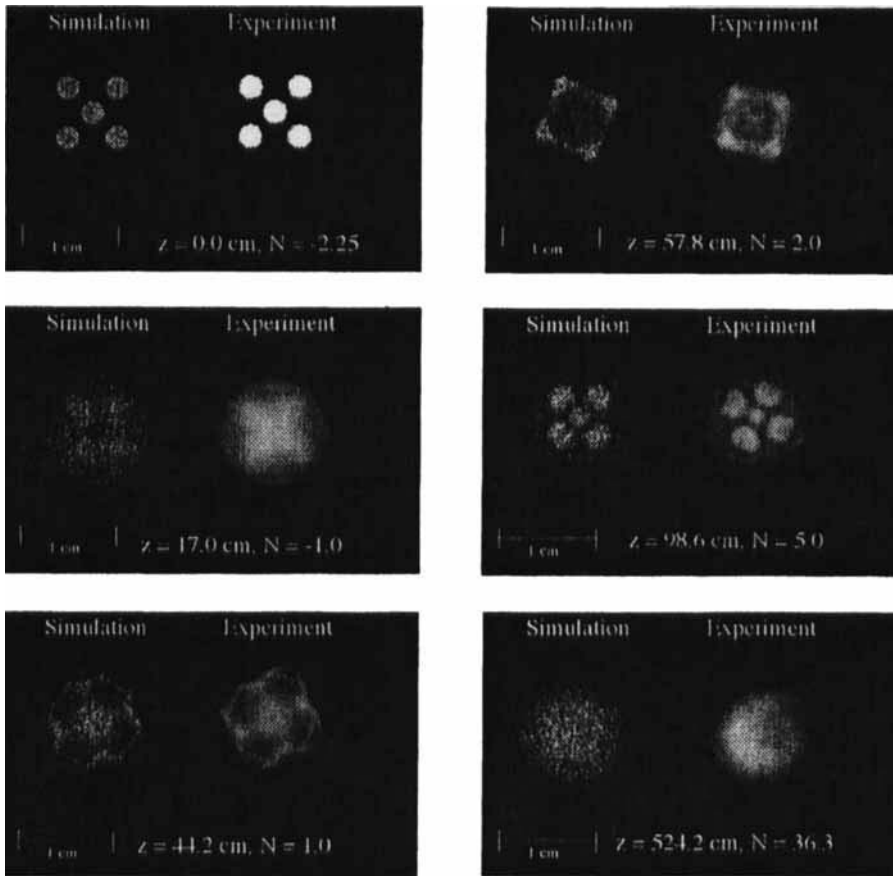 Simulation Experiment
1 cm z = 0.0 cm, N = -2.25
Simulation Experiment
1 cm z = 57.8 cm, N = 2.0
Simulation Experiment
1 cm z = 17.0 cm, N = -1.0
Simulation Experiment
1 cm z = 98.6 cm, N = 5.0
Simulation Experiment
1 cm z = 44.2 cm, N = 1.0
Simulation Experiment
1 cm z = 524.2 cm, N = 36.3